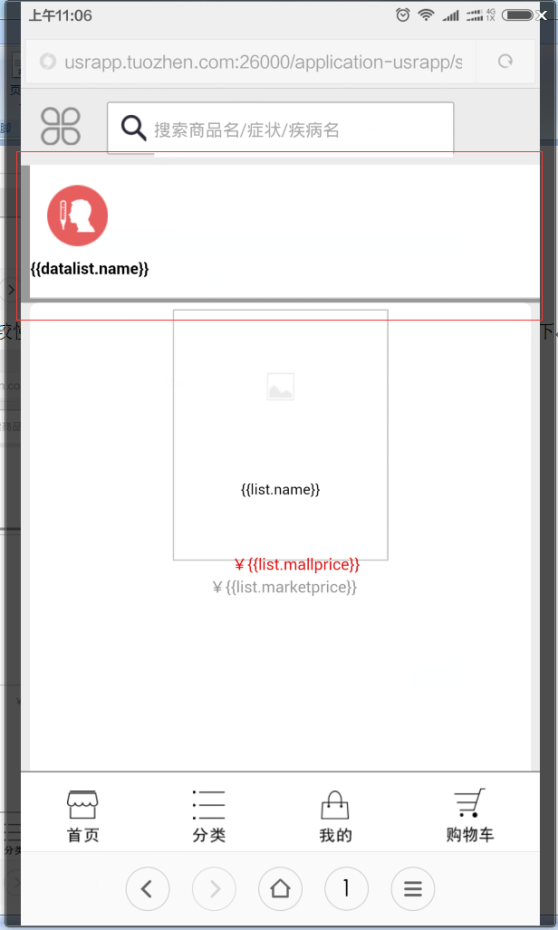 上午11:06
4G
1X
usrapp.tuozhen.com:26000/application-usrapp/s
搜索商品名/症状/疾病名
{{datalist.name}}
{{list.name}}
￥{{list.mallprice}}
￥{{list.marketprice}}
首页
分类
我的
购物车
1